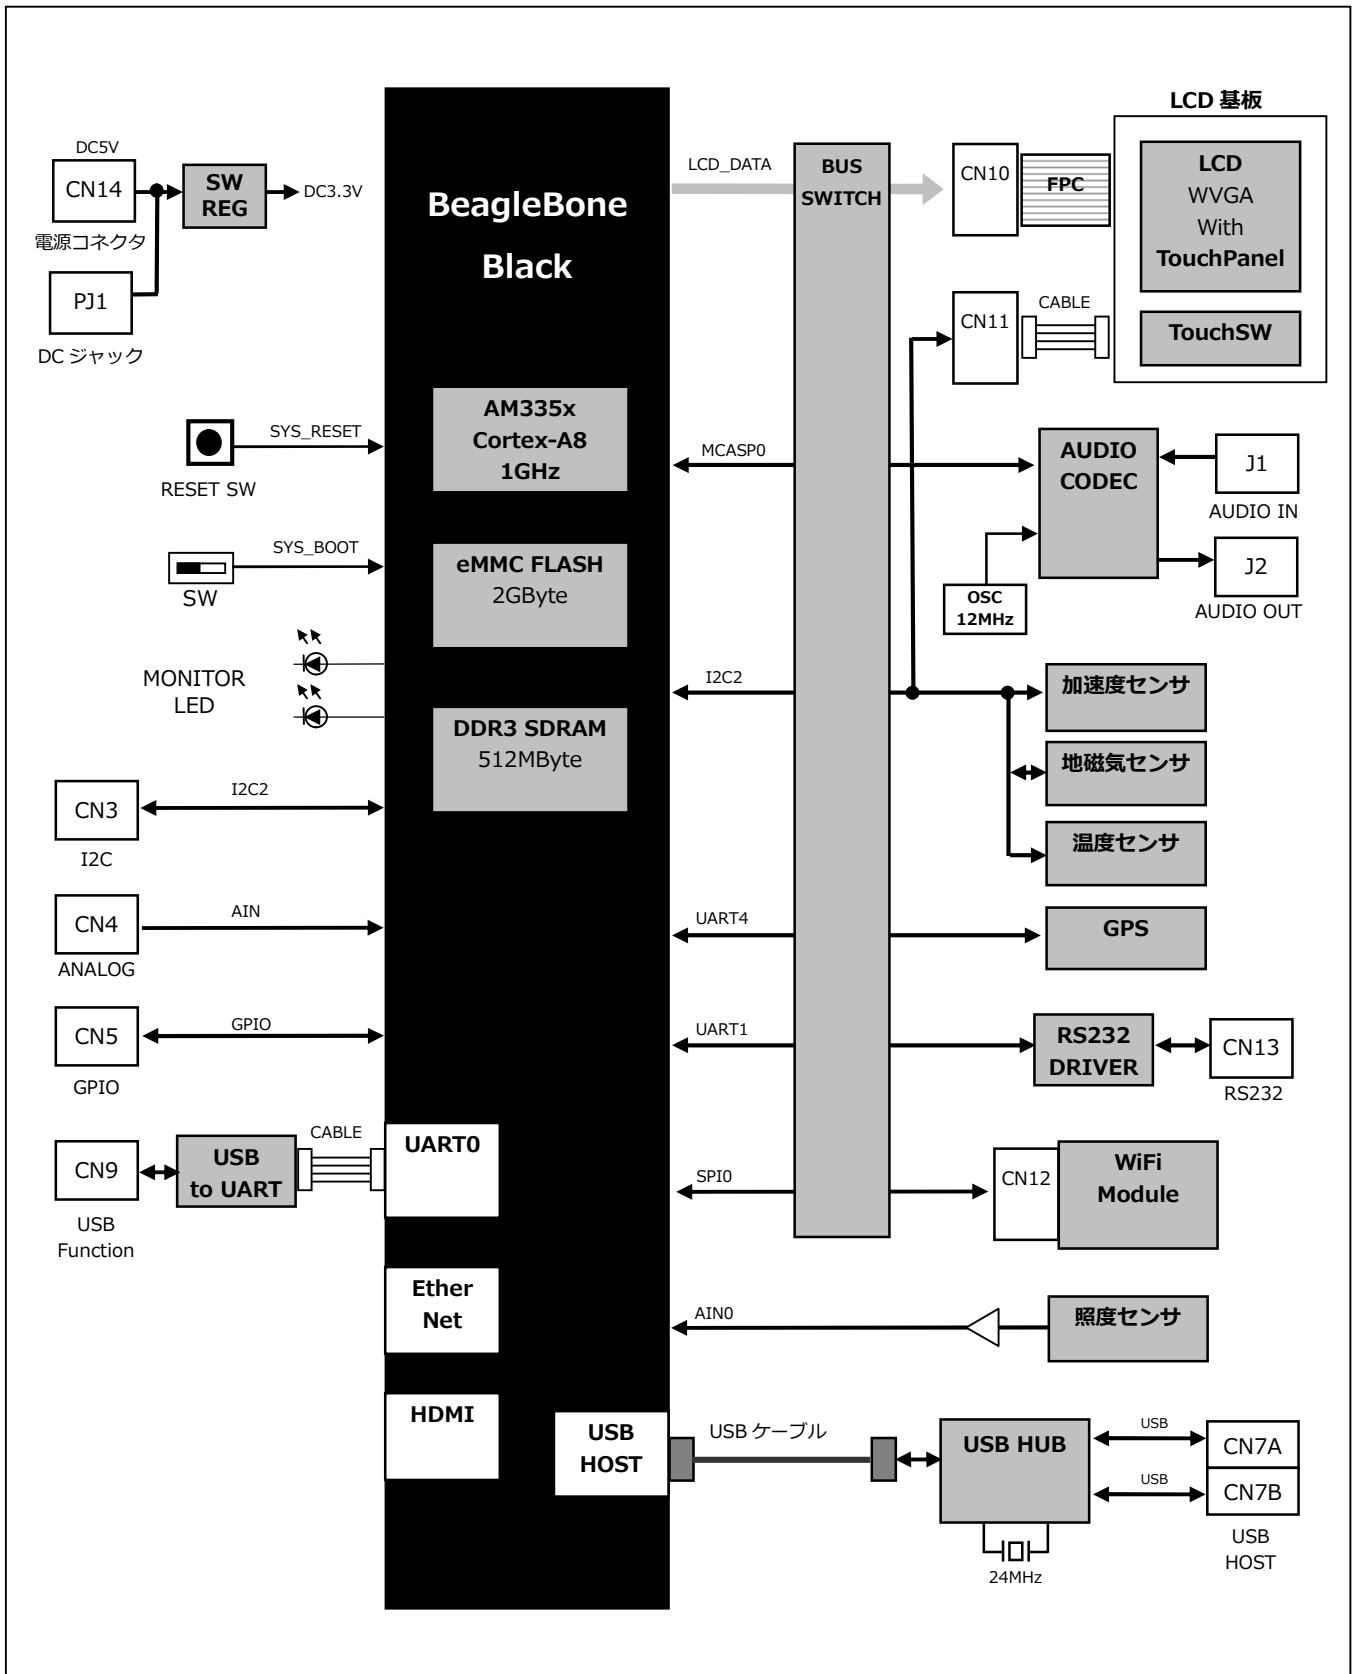 LCD 基板
DC5V
CN14
SW
REG
DC3.3V
電源コネクタ
PJ1
DC ジャック
BeagleBone
Black
LCD_DATA
BUS
SWITCH
CN10
FPC
LCD
WVGA
With
TouchPanel
CN11
CABLE
TouchSW
SYS_RESET
RESET SW
AM335x
Cortex-A8
1GHz
MCASP0
AUDIO
CODEC
J1
AUDIO IN
SYS_BOOT
SW
eMMC FLASH
2GByte
OSC
12MHz
J2
AUDIO OUT
MONITOR
LED
I2C2
加速度センサ
DDR3 SDRAM
512MByte
地磁気センサ
CN3
I2C2
I2C
温度センサ
CN4
AIN
ANALOG
UART4
GPS
CN5
GPIO
GPIO
UART1
RS232
DRIVER
CN13
RS232
CN9
USB
to UART
CABLE
UART0
USB
Function
SPI0
CN12
WiFi
Module
Ether
Net
AIN0
照度センサ
HDMI
USB
HOST
USB ケーブル
USB HUB
USB
CN7A
USB
CN7B
USB
HOST
24MHz